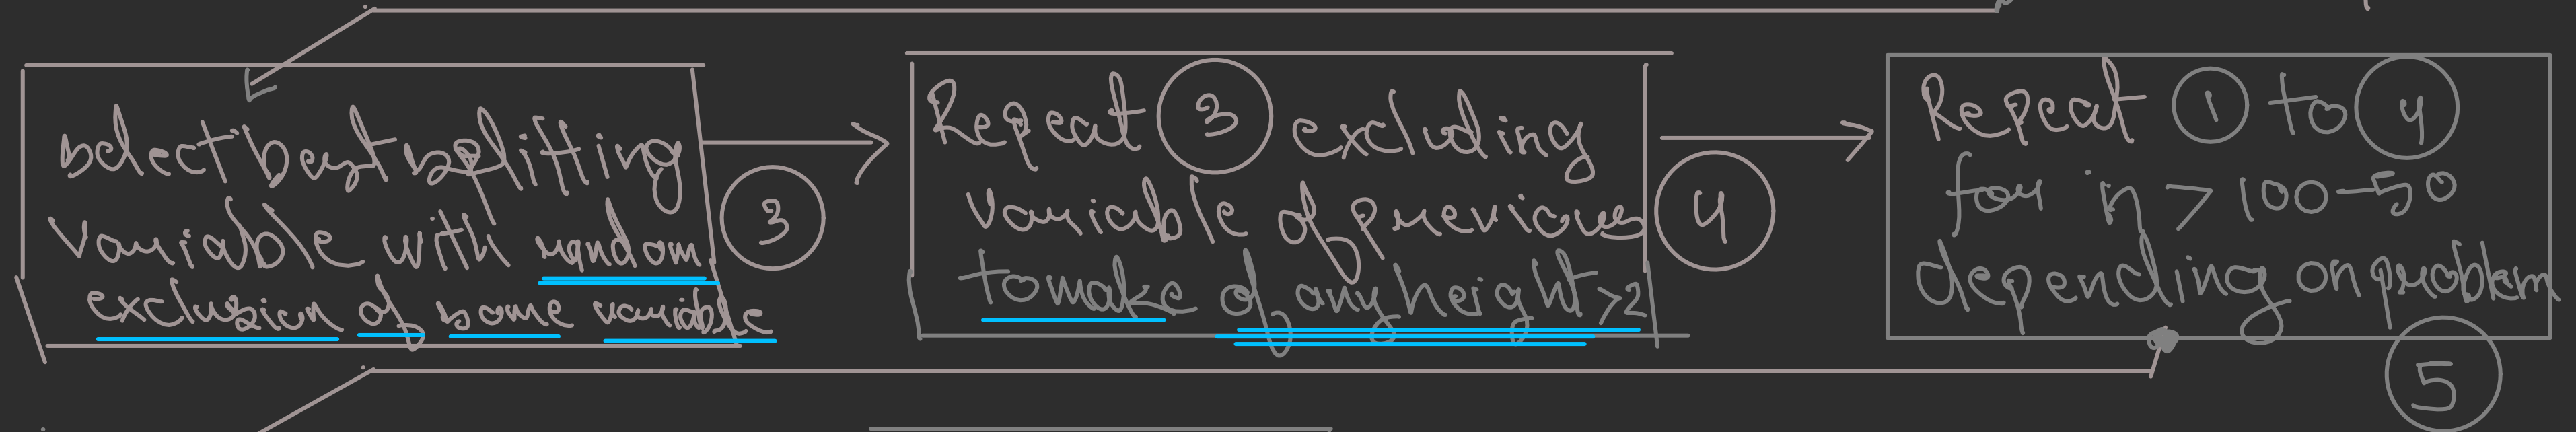 select best splitting
variable with random
exclusion of some variable
3
Repeat 3 excluding
variable of previous
to make of any height >2
4
Repeat 1 to 4
for n > 100-50
depending on problem
5